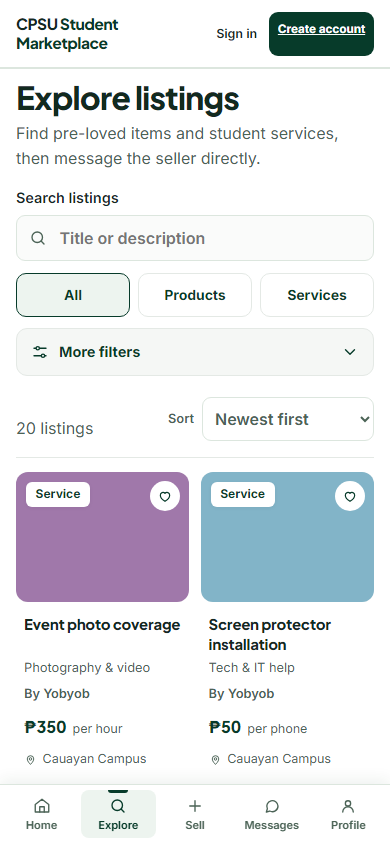 CPSU Student
Marketplace
Sign in
Create account
Explore listings
Find pre-loved items and student services,
then message the seller directly.
Search listings
Title or description
All
Products
Services
More filters
20 listings
Sort
Newest first
Service
Service
Event photo coverage
Photography & video
By Yobyob
₱350 per hour
Cauayan Campus
Screen protector
installation
Tech & IT help
By Yobyob
₱50 per phone
Cauayan Campus
Home
Explore
Sell
Messages
Profile